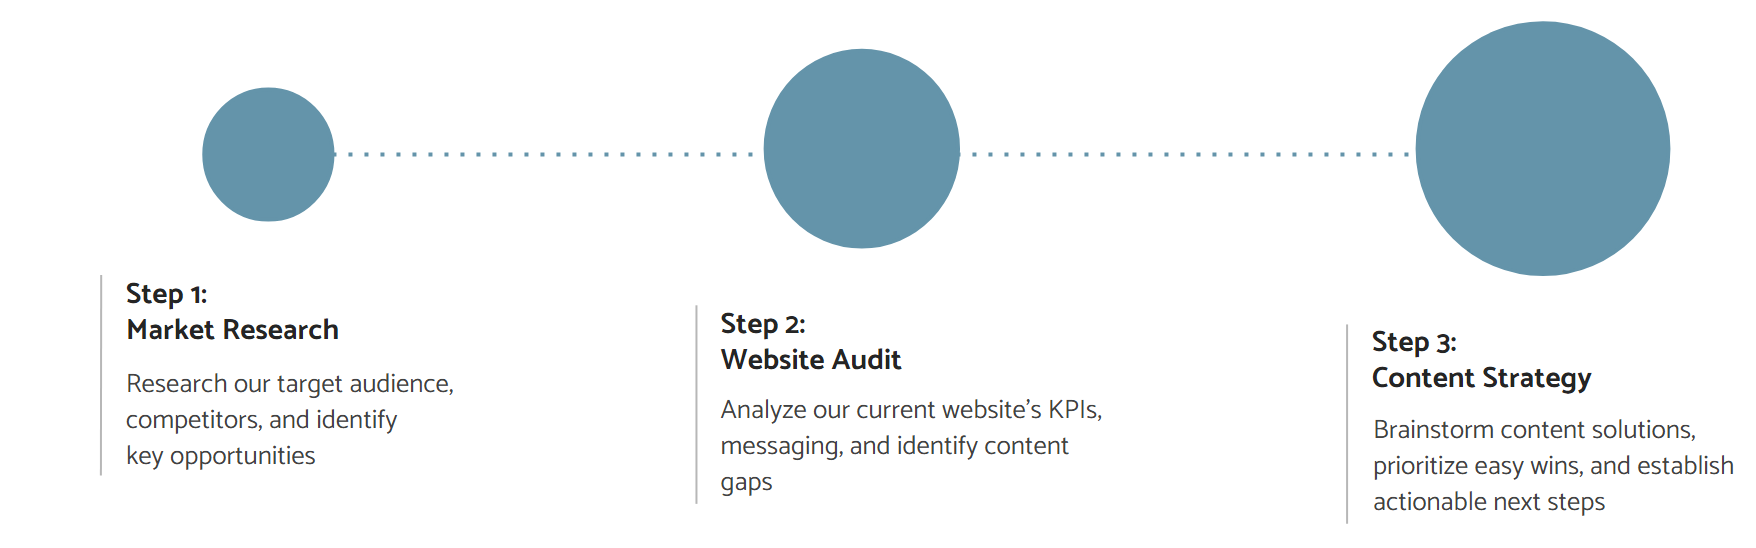 Step 1:
Market Research
Research our target audience,
competitors, and identify
key opportunities
Step 2:
Website Audit
Analyze our current website’s KPIs,
messaging, and identify content
gaps
Step 3:
Content Strategy
Brainstorm content solutions,
prioritize easy wins, and establish
actionable next steps